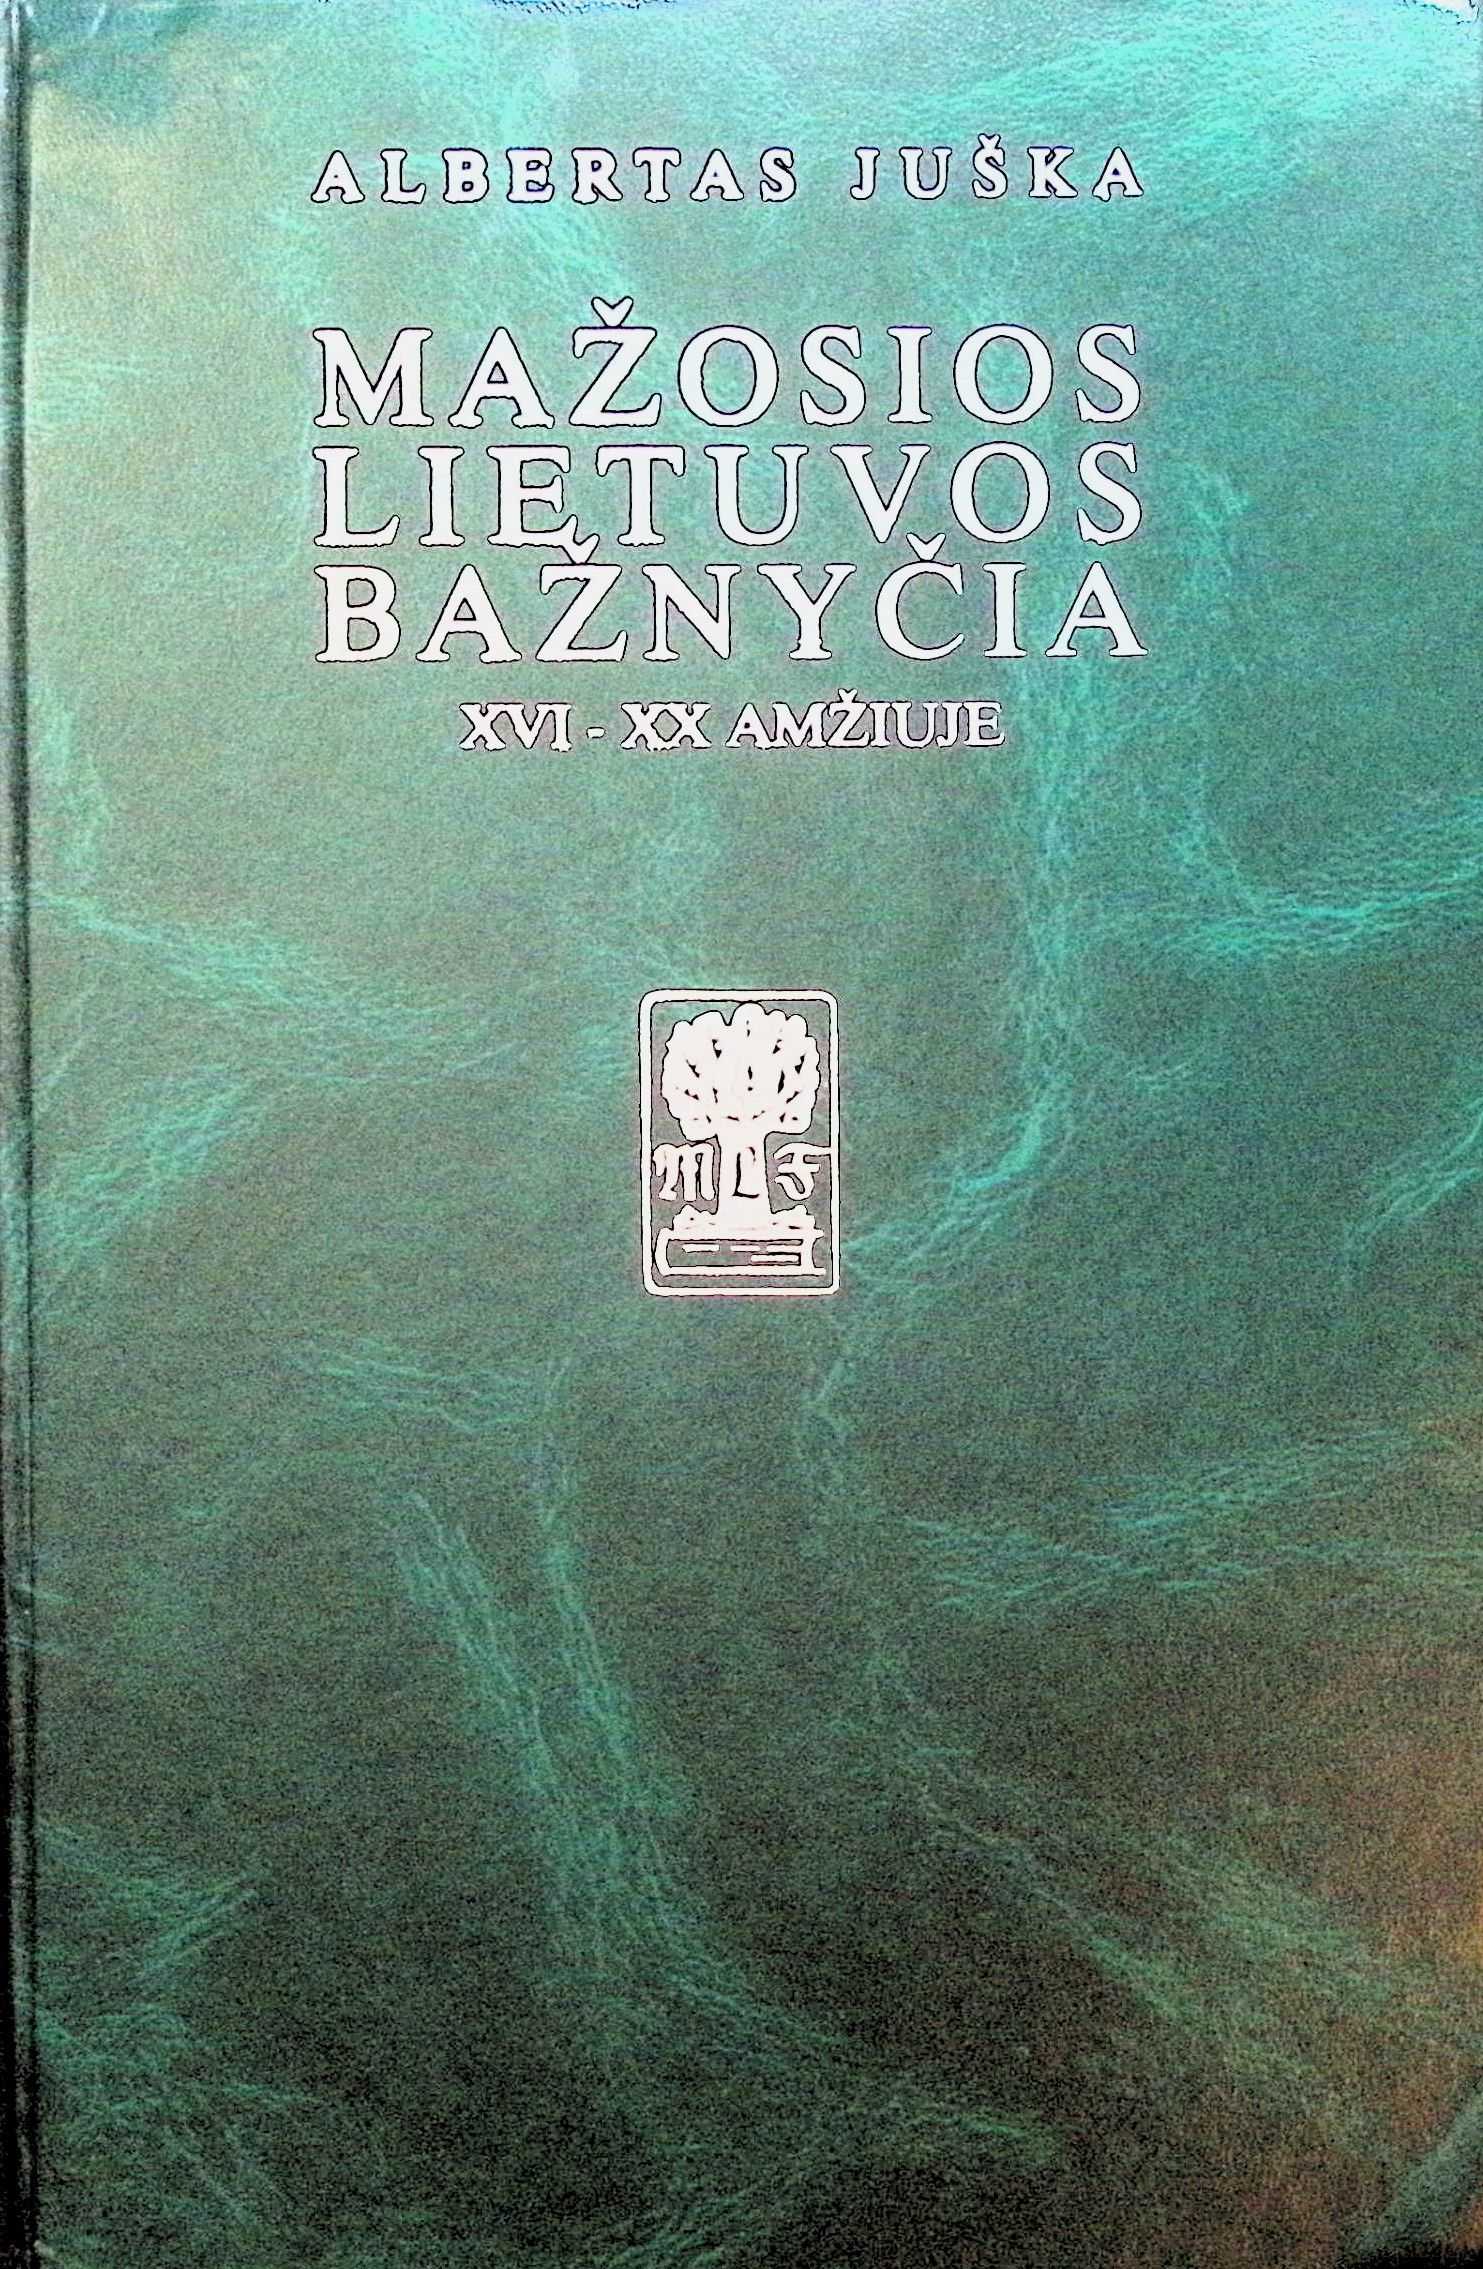 ALBERTAS JUŠKA
MAŽOSIOS
LIETUVOS
BAŽNYČIA
XVI - XX AMŽIUJE
M L F